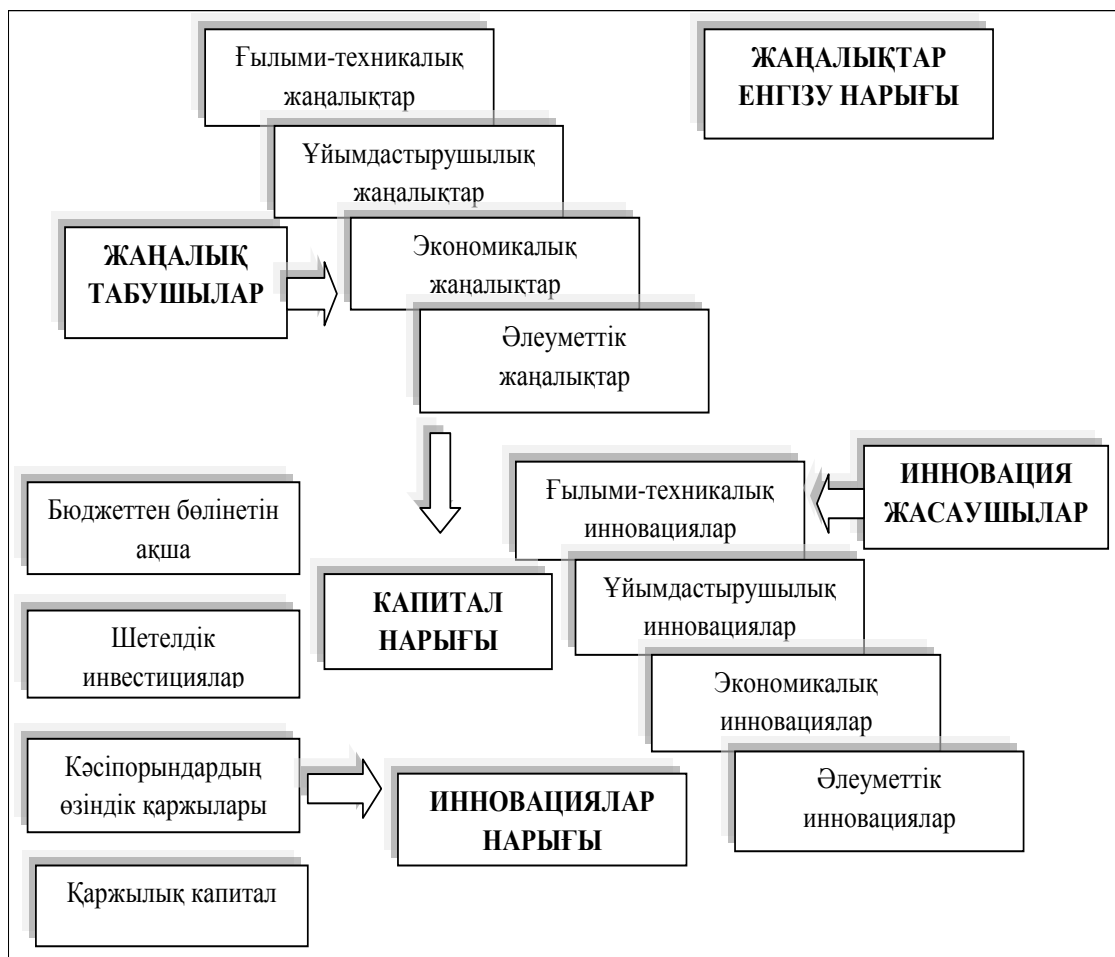 Ғылыми-техникалық
жаңалықтар
ЖАҢАЛЫҚТАР
ЕНГІЗУ НАРЫҒЫ
Ұйымдастырушылық
жаңалықтар
ЖАҢАЛЫҚ
ТАБУШЫЛАР
Экономикалық
жаңалықтар
Әлеуметтік
жаңалықтар
Ғылыми-техникалық
инновациялар
ИННОВАЦИЯ
ЖАСАУШЫЛАР
Бюджеттен бөлінетін
ақша
КАПИТАЛ
НАРЫҒЫ
Ұйымдастырушылық
инновациялар
Шетелдік
инвестициялар
Экономикалық
инновациялар
Кәсіпорындардың
өзіндік қаржылары
ИННОВАЦИЯЛАР
НАРЫҒЫ
Әлеуметтік
инновациялар
Қаржылық капитал